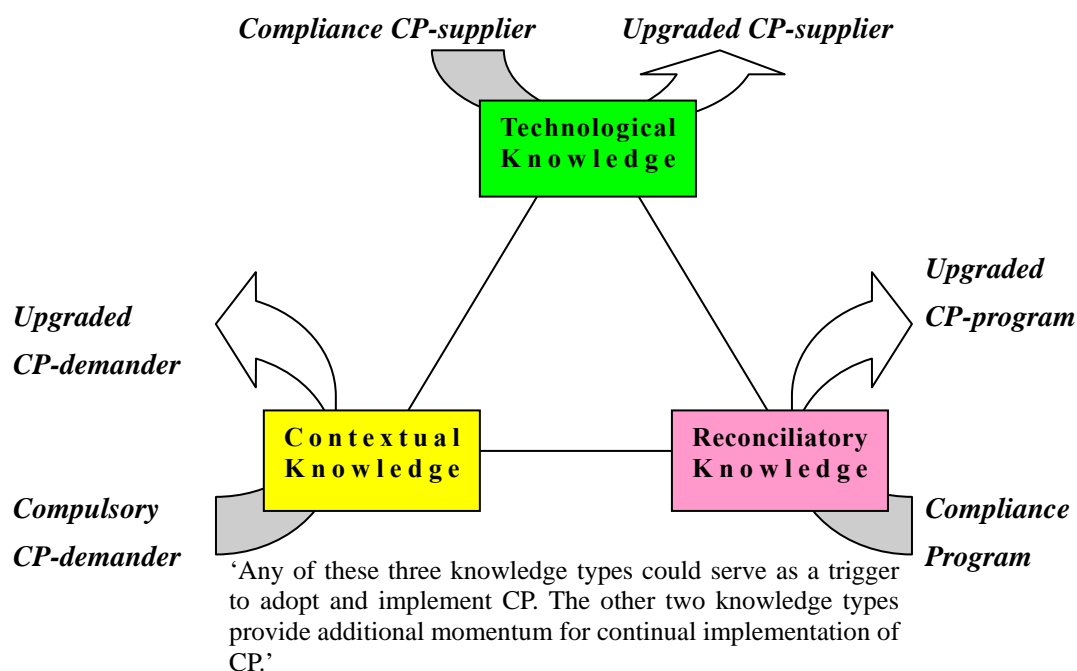 Compliance CP-supplier
Upgraded CP-supplier
Technological
Knowledge
Upgraded
CP-program
Upgraded
CP-demander
Contextual
Knowledge
Reconciliatory
Knowledge
Compulsory
CP-demander
Compliance
Program
‘Any of these three knowledge types could serve as a trigger
to adopt and implement CP. The other two knowledge types
provide additional momentum for continual implementation of
CP.’